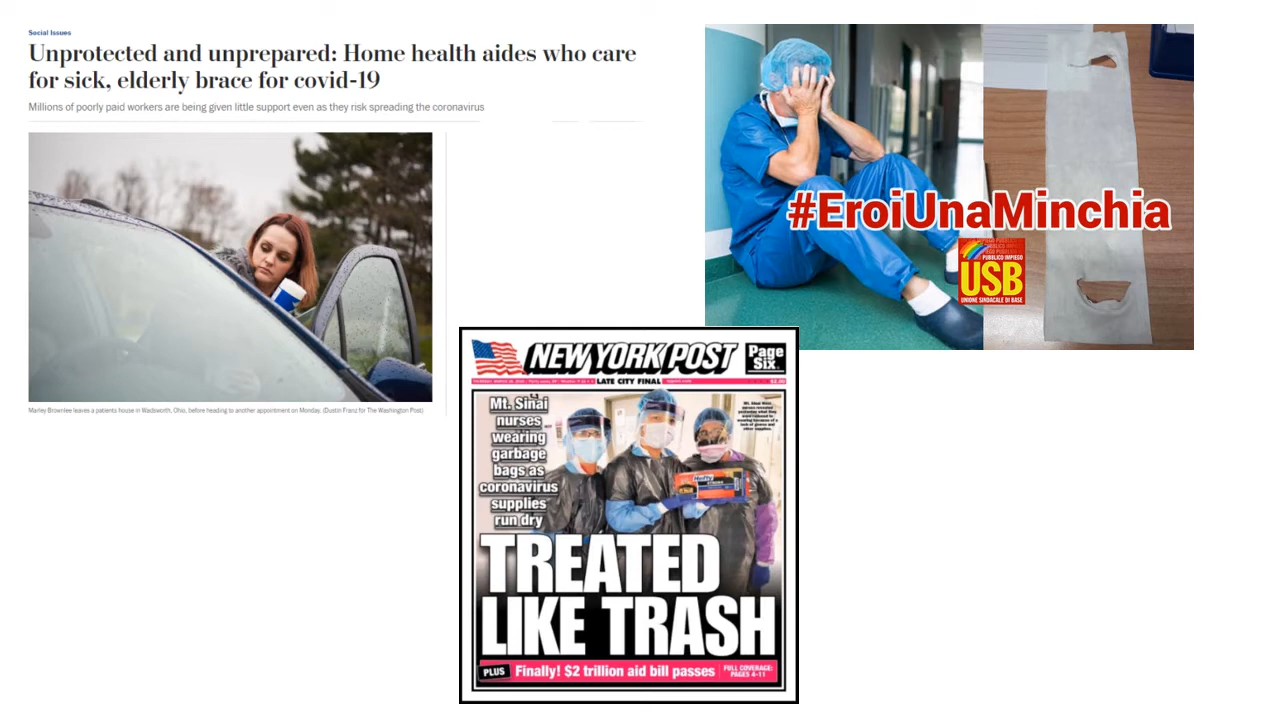 Social Issues
Unprotected and unprepared: Home health aides who care
for sick, elderly brace for covid-19
Millions of poorly paid workers are being given little support even as they risk spreading the coronavirus
Marley Brownlee leaves a patients house in Wadsworth, Ohio, before heading to another appointment on Monday. (Dustin Franz for The Washington Post)
#EroiUnaMinchia
PUBBLICO IMPIEGO
USB
UNIONE SINDACALE DI BASE
NEW YORK POST
Page
Six
LATE CITY FINAL
$2.00
Mt. Sinai
nurses
wearing
garbage
bags as
coronavirus
supplies
run dry
Hefty
TREATED
LIKE TRASH
PLUS
Finally! $2 trillion aid bill passes
FULL COVERAGE:
PAGES 4-11